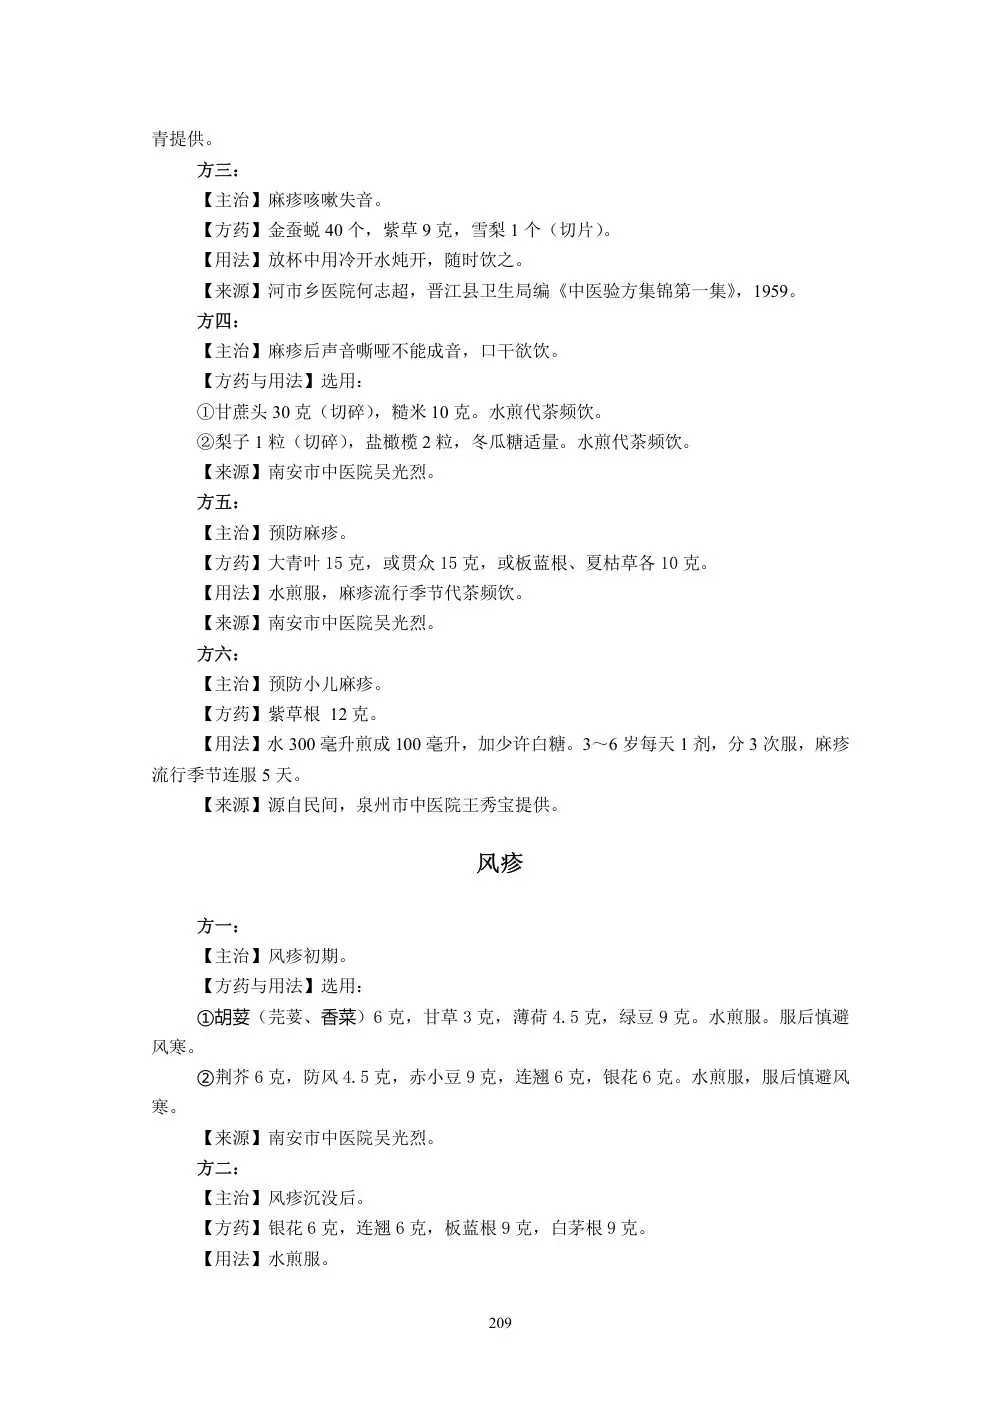 青提供。
方三：
【主治】麻疹咳嗽失音。
【方药】金蚕蜕 40 个，紫草 9 克，雪梨 1 个（切片）。
【用法】放杯中用冷开水炖开，随时饮之。
【来源】河市乡医院何志超，晋江县卫生局编《中医验方集锦第一集》，1959。
方四：
【主治】麻疹后声音嘶哑不能成音，口干欲饮。
【方药与用法】选用：
①甘蔗头 30 克（切碎），糙米 10 克。水煎代茶频饮。
②梨子 1 粒（切碎），盐橄榄 2 粒，冬瓜糖适量。水煎代茶频饮。
【来源】南安市中医院吴光烈。
方五：
【主治】预防麻疹。
【方药】大青叶 15 克，或贯众 15 克，或板蓝根、夏枯草各 10 克。
【用法】水煎服，麻疹流行季节代茶频饮。
【来源】南安市中医院吴光烈。
方六：
【主治】预防小儿麻疹。
【方药】紫草根 12 克。
【用法】水 300 毫升煎成 100 毫升，加少许白糖。3～6 岁每天 1 剂，分 3 次服，麻疹
流行季节连服 5 天。
【来源】源自民间，泉州市中医院王秀宝提供。
风疹
方一：
【主治】风疹初期。
【方药与用法】选用：
①胡荽（芫荽、香菜）6 克，甘草 3 克，薄荷 4.5 克，绿豆 9 克。水煎服。服后慎避
风寒。
②荆芥 6 克，防风 4.5 克，赤小豆 9 克，连翘 6 克，银花 6 克。水煎服，服后慎避风
寒。
【来源】南安市中医院吴光烈。
方二：
【主治】风疹沉没后。
【方药】银花 6 克，连翘 6 克，板蓝根 9 克，白茅根 9 克。
【用法】水煎服。
209